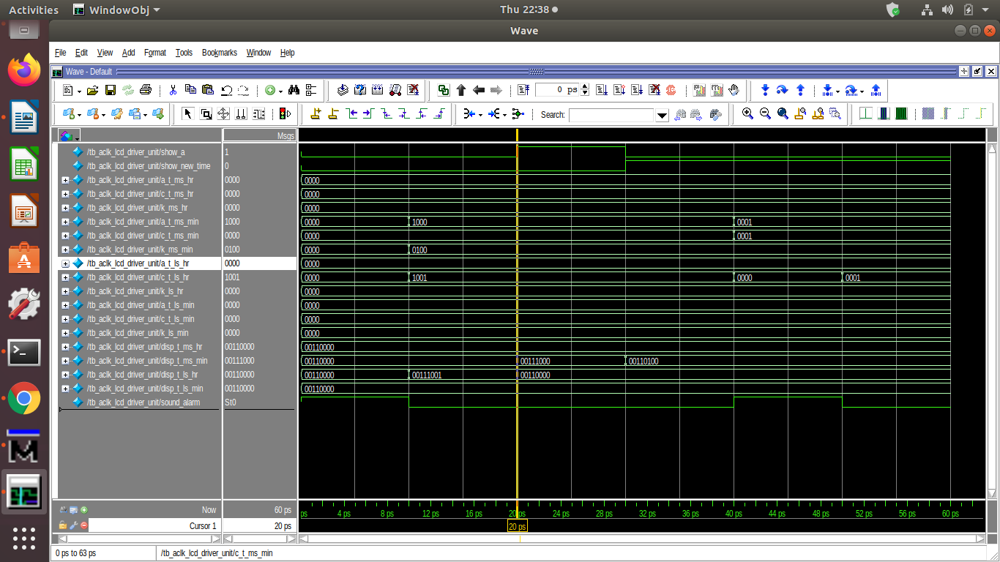 Activities WindowObj Thu 22:38
Wave
File Edit View Add Format Tools Bookmarks Window Help
Wave - Default
0 ps
Search:
Msgs
/tb_aclk_lcd_driver_unit/show_a 1
/tb_aclk_lcd_driver_unit/show_new_time 0
/tb_aclk_lcd_driver_unit/a_t_ms_hr 0000 0000
/tb_aclk_lcd_driver_unit/c_t_ms_hr 0000 0000
/tb_aclk_lcd_driver_unit/k_ms_hr 0000 0000
/tb_aclk_lcd_driver_unit/a_t_ms_min 1000 0000 1000 0001
/tb_aclk_lcd_driver_unit/c_t_ms_min 0000 0000 0001
/tb_aclk_lcd_driver_unit/k_ms_min 0100 0000 0100
/tb_aclk_lcd_driver_unit/a_t_ls_hr 0000 0000
/tb_aclk_lcd_driver_unit/c_t_ls_hr 1001 0000 1001 0000 0001
/tb_aclk_lcd_driver_unit/k_ls_hr 0000 0000
/tb_aclk_lcd_driver_unit/a_t_ls_min 0000 0000
/tb_aclk_lcd_driver_unit/c_t_ls_min 0000 0000
/tb_aclk_lcd_driver_unit/k_ls_min 0000 0000
/tb_aclk_lcd_driver_unit/disp_t_ms_hr 00110000 00110000
/tb_aclk_lcd_driver_unit/disp_t_ms_min 00111000 00110000 00111000 00110100
/tb_aclk_lcd_driver_unit/disp_t_ls_hr 00110000 00110000 00111001 00110000
/tb_aclk_lcd_driver_unit/disp_t_ls_min 00110000 00110000
/tb_aclk_lcd_driver_unit/sound_alarm St0
Now 60 ps ps 4 ps 8 ps 12 ps 16 ps 20 ps 24 ps 28 ps 32 ps 36 ps 40 ps 44 ps 48 ps 52 ps 56 ps 60 ps
Cursor 1 20 ps 20 ps
0 ps to 63 ps /tb_aclk_lcd_driver_unit/c_t_ms_min